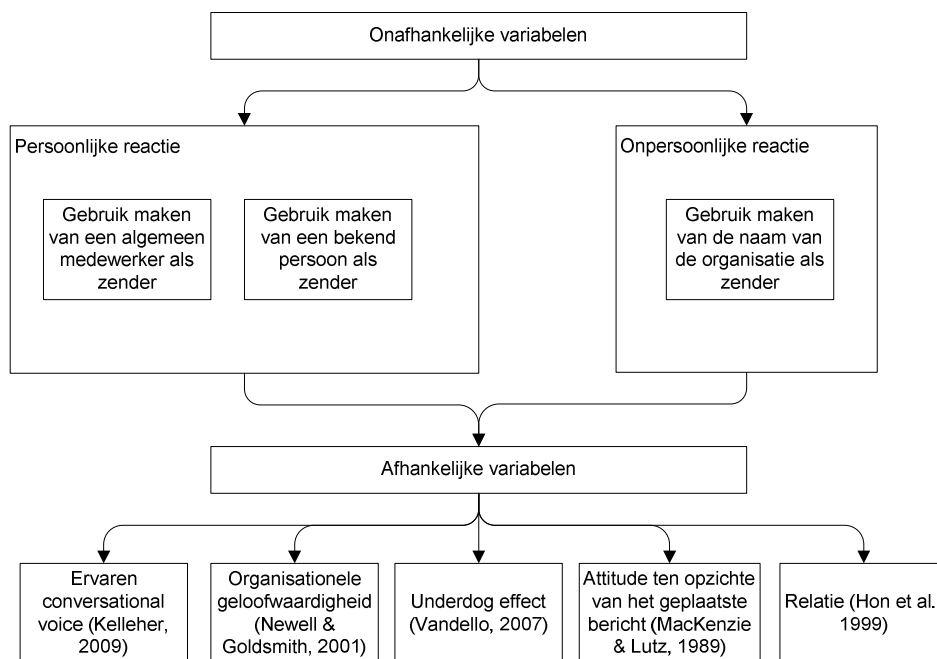 Onafhankelijke variabelen
Persoonlijke reactie
Onpersoonlijke reactie
Gebruik maken
van een algemeen
medewerker als
zender
Gebruik maken
van een bekend
persoon als
zender
Gebruik maken
van de naam van
de organisatie als
zender
Afhankelijke variabelen
Ervaren
conversational
voice (Kelleher,
2009)
Organisationele
geloofwaardigheid
(Newell &
Goldsmith, 2001)
Underdog effect
(Vandello, 2007)
Attitude ten opzichte
van het geplaatste
bericht (MacKenzie
& Lutz, 1989)
Relatie (Hon et al.
1999)